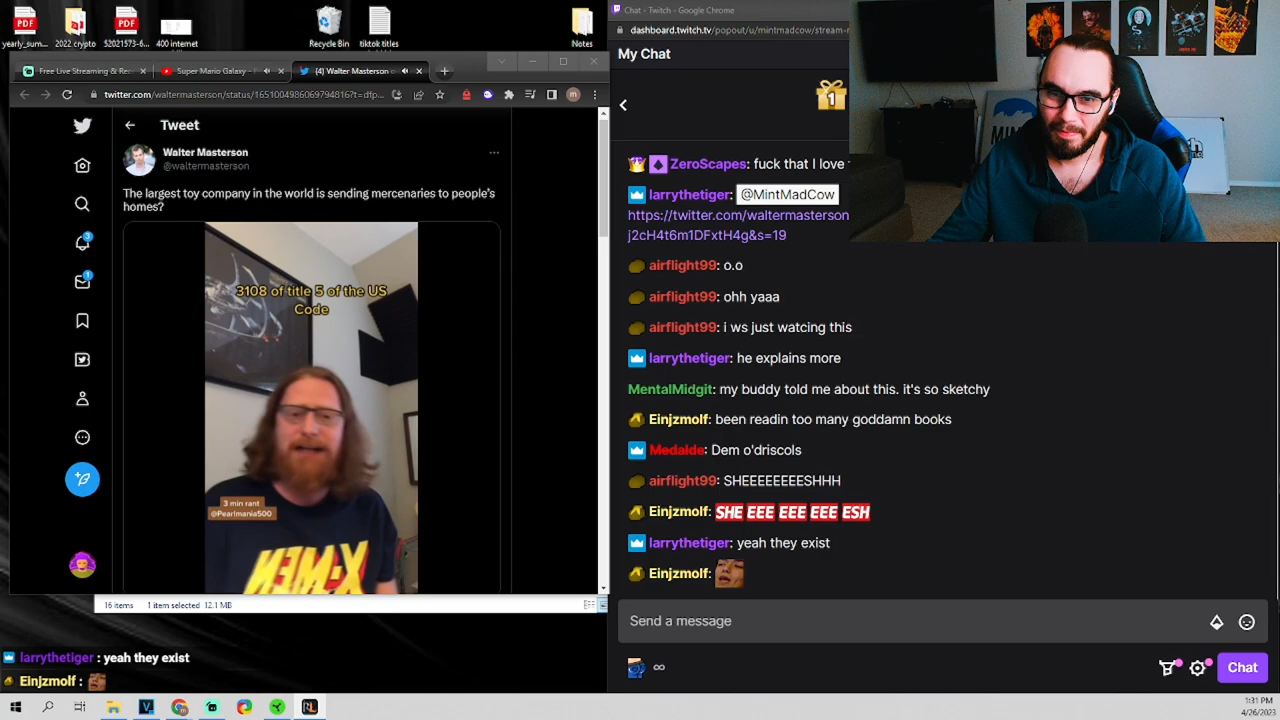 yearly_sum...
2022 crypto
52021573-6...
400 internet
Recycle Bin
tiktok titles
Notes
Free Live Streaming & Re
Super Mario Galaxy -
(4) Walter Masterson
twitter.com/waltermasterson/status/1651004986069794816?t=dfp...
Tweet
Walter Masterson
@waltermasterson
The largest toy company in the world is sending mercenaries to people's
homes?
3108 of title 5 of the US
Code
3 min rant
@Pearlmania500
X-MEN
16 items
1 item selected 12.1 MB
larrythetiger : yeah they exist
Einjzmolf :
Chat - Twitch - Google Chrome
dashboard.twitch.tv/popout/u/mintmadcow/stream-
My Chat
1
ZeroScapes: fuck that I love
larrythetiger: @MintMadCow
https://twitter.com/waltermasterson
j2cH4t6m1DFxtH4g&s=19
airflight99: o.o
airflight99: ohh yaaa
airflight99: i ws just watcing this
larrythetiger: he explains more
MentalMidgit: my buddy told me about this. it's so sketchy
Einjzmolf: been readin too many goddamn books
Medalde: Dem o'driscols
airflight99: SHEEEEEEEESHHH
Einjzmolf: SHE EEE EEE EEE ESH
larrythetiger: yeah they exist
Einjzmolf:
Send a message
∞
Chat
1:31 PM
4/26/2023